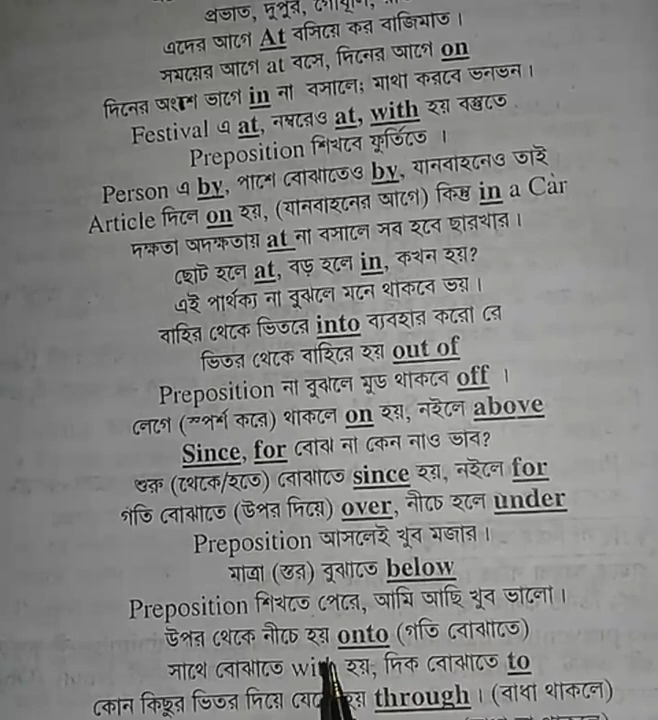 প্রভাত, দুপুর, গোধূলি,
এদের আগে At বসিয়ে কর বাজিমাত।
সময়ের আগে at বসে, দিনের আগে on
দিনের অংশ ভাগে in না বসালে; মাথা করবে ভনভন।
Festival এ at, নম্বরেও at, with হয় বস্তুতে
Preposition শিখবে ফুর্তিতে ।
Person এ by, পাশে বোঝাতেও by, যানবাহনেও তাই
Article দিলে on হয়, (যানবাহনের আগে) কিন্তু in a Car
দক্ষতা অদক্ষতায় at না বসালে সব হবে ছারখার।
ছোট হলে at, বড় হলে in, কখন হয়?
এই পার্থক্য না বুঝলে মনে থাকবে ভয়।
বাহির থেকে ভিতরে into ব্যবহার করো রে
ভিতর থেকে বাহিরে হয় out of
Preposition না বুঝলে মুড থাকবে off ।
লেগে (স্পর্শ করে) থাকলে on হয়, নইলে above
Since, for বোঝ না কেন নাও ভাব?
শুরু (থেকে/হতে) বোঝাতে since হয়, নইলে for
গতি বোঝাতে (উপর দিয়ে) over, নীচে হলে under
Preposition আসলেই খুব মজার।
মাত্রা (স্তর) বুঝাতে below
Preposition শিখতে পেরে, আমি আছি খুব ভালো।
উপর থেকে নীচে হয় onto (গতি বোঝাতে)
সাথে বোঝাতে with হয়, দিক বোঝাতে to
কোন কিছুর ভিতর দিয়ে যেতে হয় through। (বাধা থাকলে)